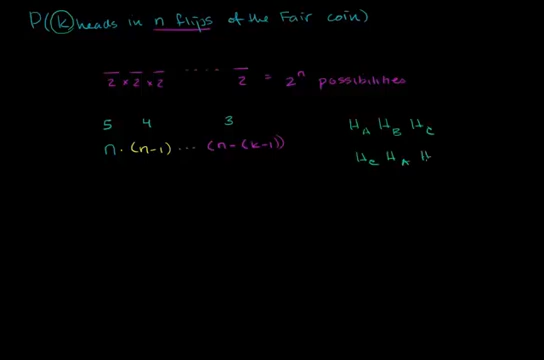 P(k heads in n flips of the Fair coin)
2 × 2 × 2 .... 2 = 2^n possibilities
5 4 3 H_A H_B H_C
n · (n-1) ... (n-(k-1))
H_C H_A H